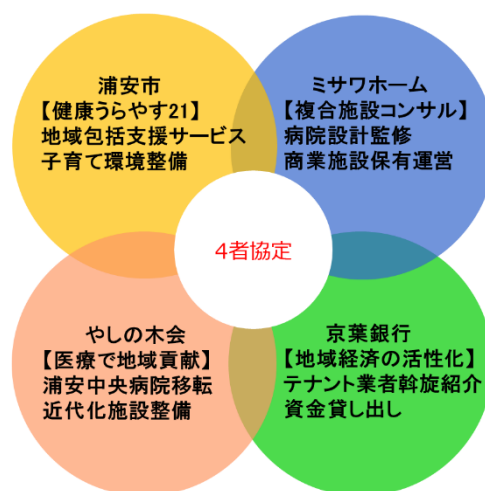 浦安市
【健康うらやす21】
地域包括支援サービス
子育て環境整備
ミサワホーム
【複合施設コンサル】
病院設計監修
商業施設保有運営
4者協定
やしの木会
【医療で地域貢献】
浦安中央病院移転
近代化施設整備
京葉銀行
【地域経済の活性化】
テナント業者斡旋紹介
資金貸し出し